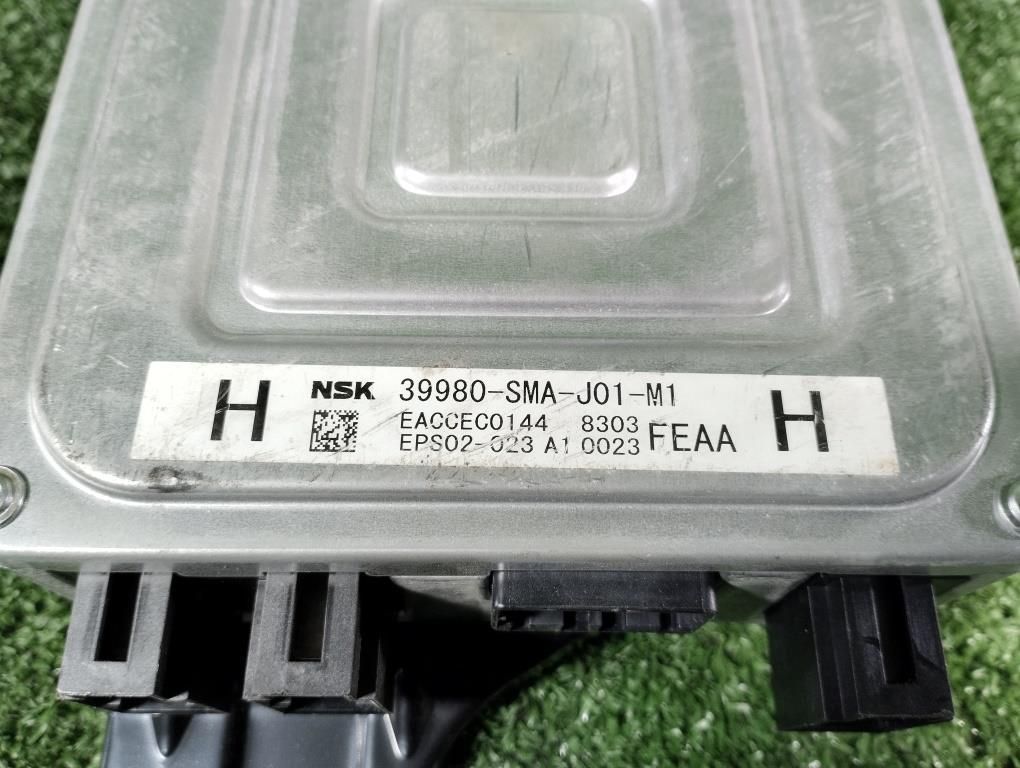 H NSK 39980-SMA-J01-M1 H
EACCEC0144 8303
EPS02-023 A1 0023 FEAA